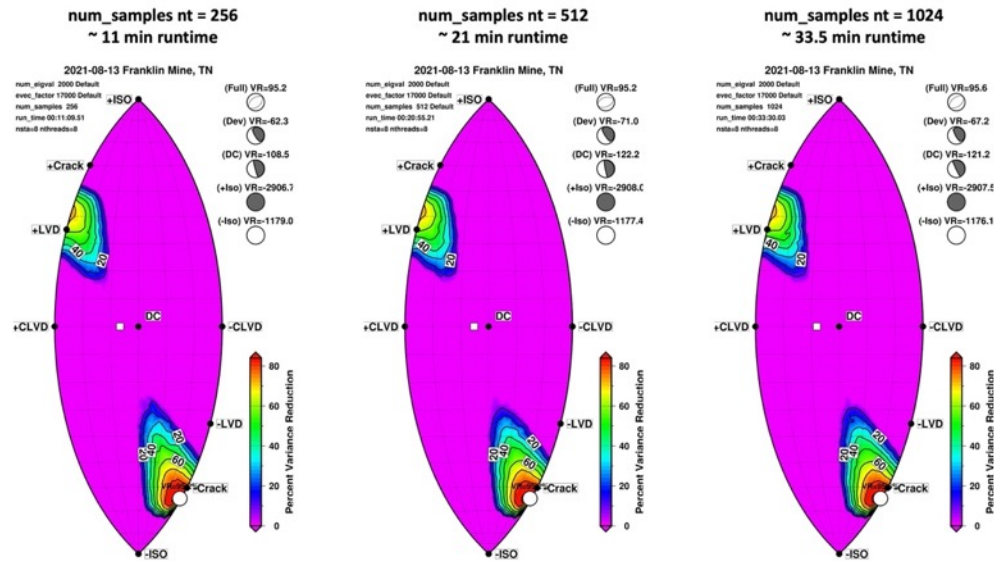 num_samples nt = 256
~ 11 min runtime
2021-08-13 Franklin Mine, TN
num_eigval 2000 Default
evec_factor 17000 Default
num_samples 256
run_time 00:11:09.51
nsta=8 nthreads=8
(Full) VR=95.2
(Dev) VR=-62.3
(DC) VR=-108.5
(+Iso) VR=-2906.7
(-Iso) VR=-1179.0
+ISO
+Crack
+LVD
40
20
DC
+CLVD
-CLVD
-LVD
20
20
40
60
-Crack
-ISO
80
60
40
20
0
Percent Variance Reduction
num_samples nt = 512
~ 21 min runtime
2021-08-13 Franklin Mine, TN
num_eigval 2000 Default
evec_factor 17000 Default
num_samples 512 Default
run_time 00:20:55.21
nsta=8 nthreads=8
(Full) VR=95.2
(Dev) VR=-71.0
(DC) VR=-122.2
(+Iso) VR=-2908.0
(-Iso) VR=-1177.4
+ISO
+Crack
+LVD
40
20
DC
+CLVD
-CLVD
-LVD
20
20
40
60
-Crack
-ISO
80
60
40
20
0
Percent Variance Reduction
num_samples nt = 1024
~ 33.5 min runtime
2021-08-13 Franklin Mine, TN
num_eigval 2000 Default
evec_factor 17000 Default
num_samples 1024
run_time 00:33:30.03
nsta=8 nthreads=8
(Full) VR=95.6
(Dev) VR=-67.2
(DC) VR=-121.2
(+Iso) VR=-2907.5
(-Iso) VR=-1176.1
+ISO
+Crack
+LVD
40
20
DC
+CLVD
-CLVD
-LVD
20
20
40
60
-Crack
-ISO
80
60
40
20
0
Percent Variance Reduction